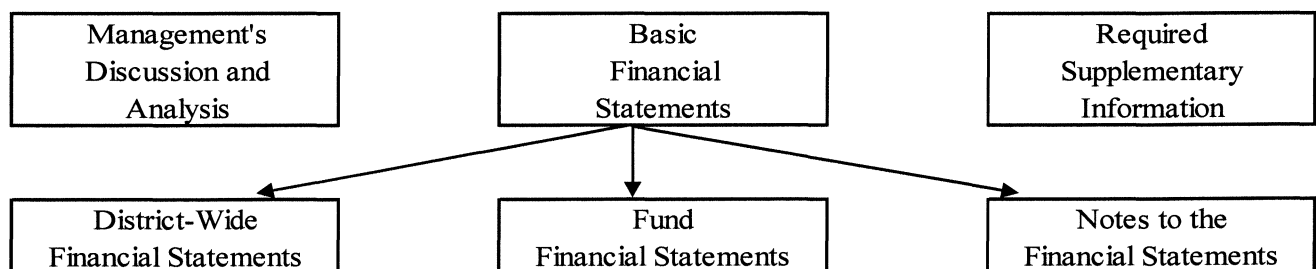 Management's
Discussion and
Analysis
Basic
Financial
Statements
Required
Supplementary
Information
District-Wide
Financial Statements
Fund
Financial Statements
Notes to the
Financial Statements